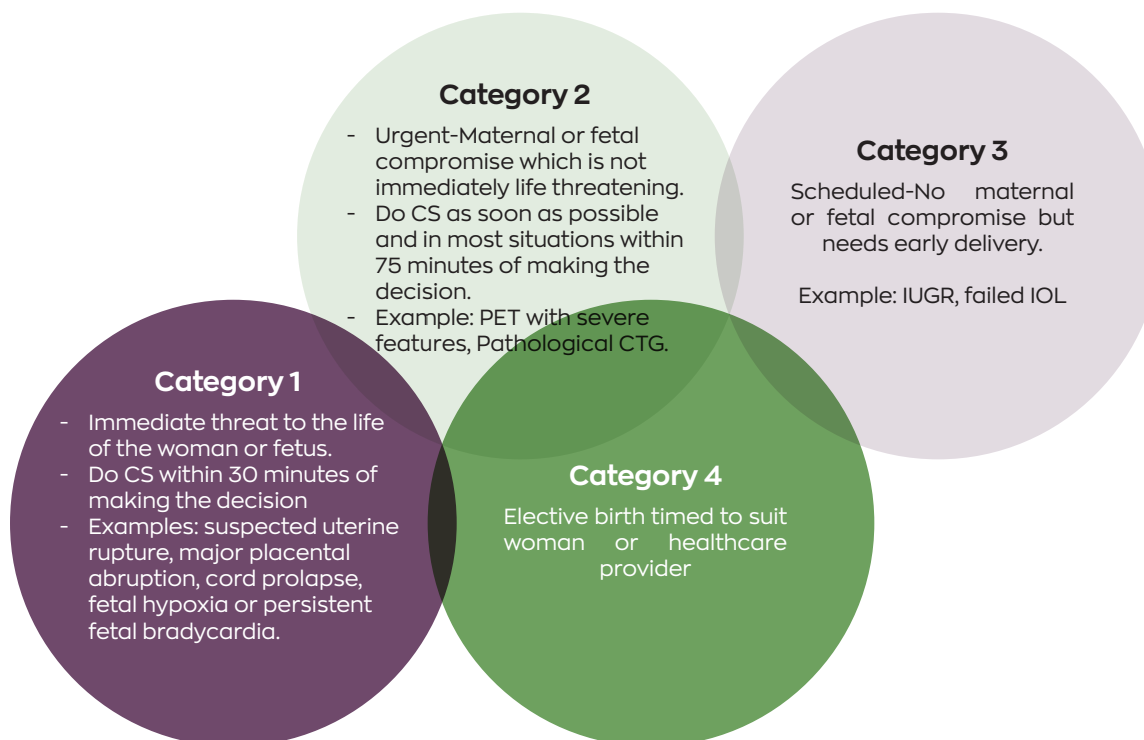 Category 2
- Urgent-Maternal or fetal
compromise which is not
immediately life threatening.
- Do CS as soon as possible
and in most situations within
75 minutes of making the
decision.
- Example: PET with severe
features, Pathological CTG.
Category 3
Scheduled-No maternal
or fetal compromise but
needs early delivery.
Example: IUGR, failed IOL
Category 1
- Immediate threat to the life
of the woman or fetus.
- Do CS within 30 minutes of
making the decision
- Examples: suspected uterine
rupture, major placental
abruption, cord prolapse,
fetal hypoxia or persistent
fetal bradycardia.
Category 4
Elective birth timed to suit
woman or healthcare
provider